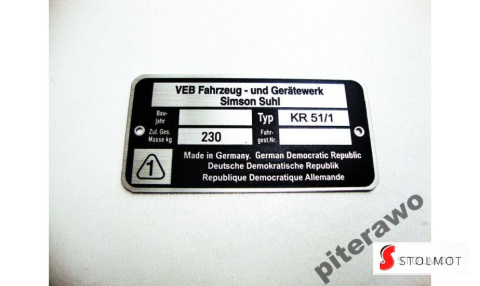 VEB Fahrzeug - und Gerätewerk
Simson Suhl
Bau-
jahr
Typ
KR 51/1
Zul. Ges.
Masse kg
230
Fahr-
gest.Nr.
1
Made in Germany. German Democratic Republic
Deutsche Demokratische Republik
Republique Democratique Allemande
piterawo
STOLMOT